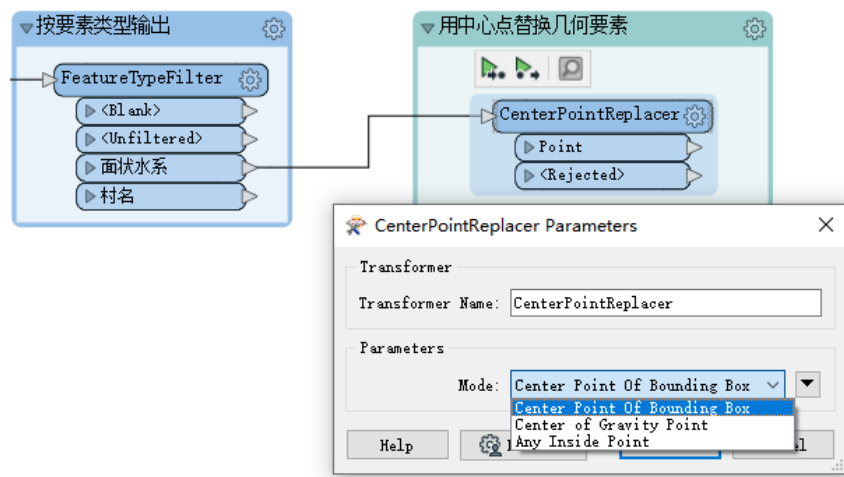 按要素类型输出
FeatureTypeFilter
<Blank>
<Unfiltered>
面状水系
村名
用中心点替换几何要素
CenterPointReplacer
Point
<Rejected>
CenterPointReplacer Parameters
Transformer
Transformer Name: CenterPointReplacer
Parameters
Mode: Center Point Of Bounding Box
Center Point Of Bounding Box
Center of Gravity Point
Any Inside Point
Help